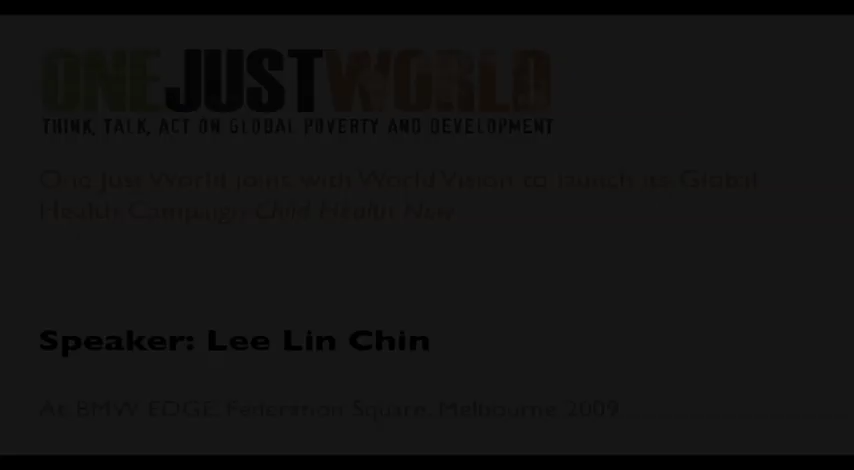 ONEJUSTWORLD
THINK, TALK, ACT ON GLOBAL POVERTY AND DEVELOPMENT
One Just World joins with World Vision to launch its Global
Health Campaign Child Health Now
Speaker: Lee Lin Chin
At BMW EDGE, Federation Square, Melbourne 2009